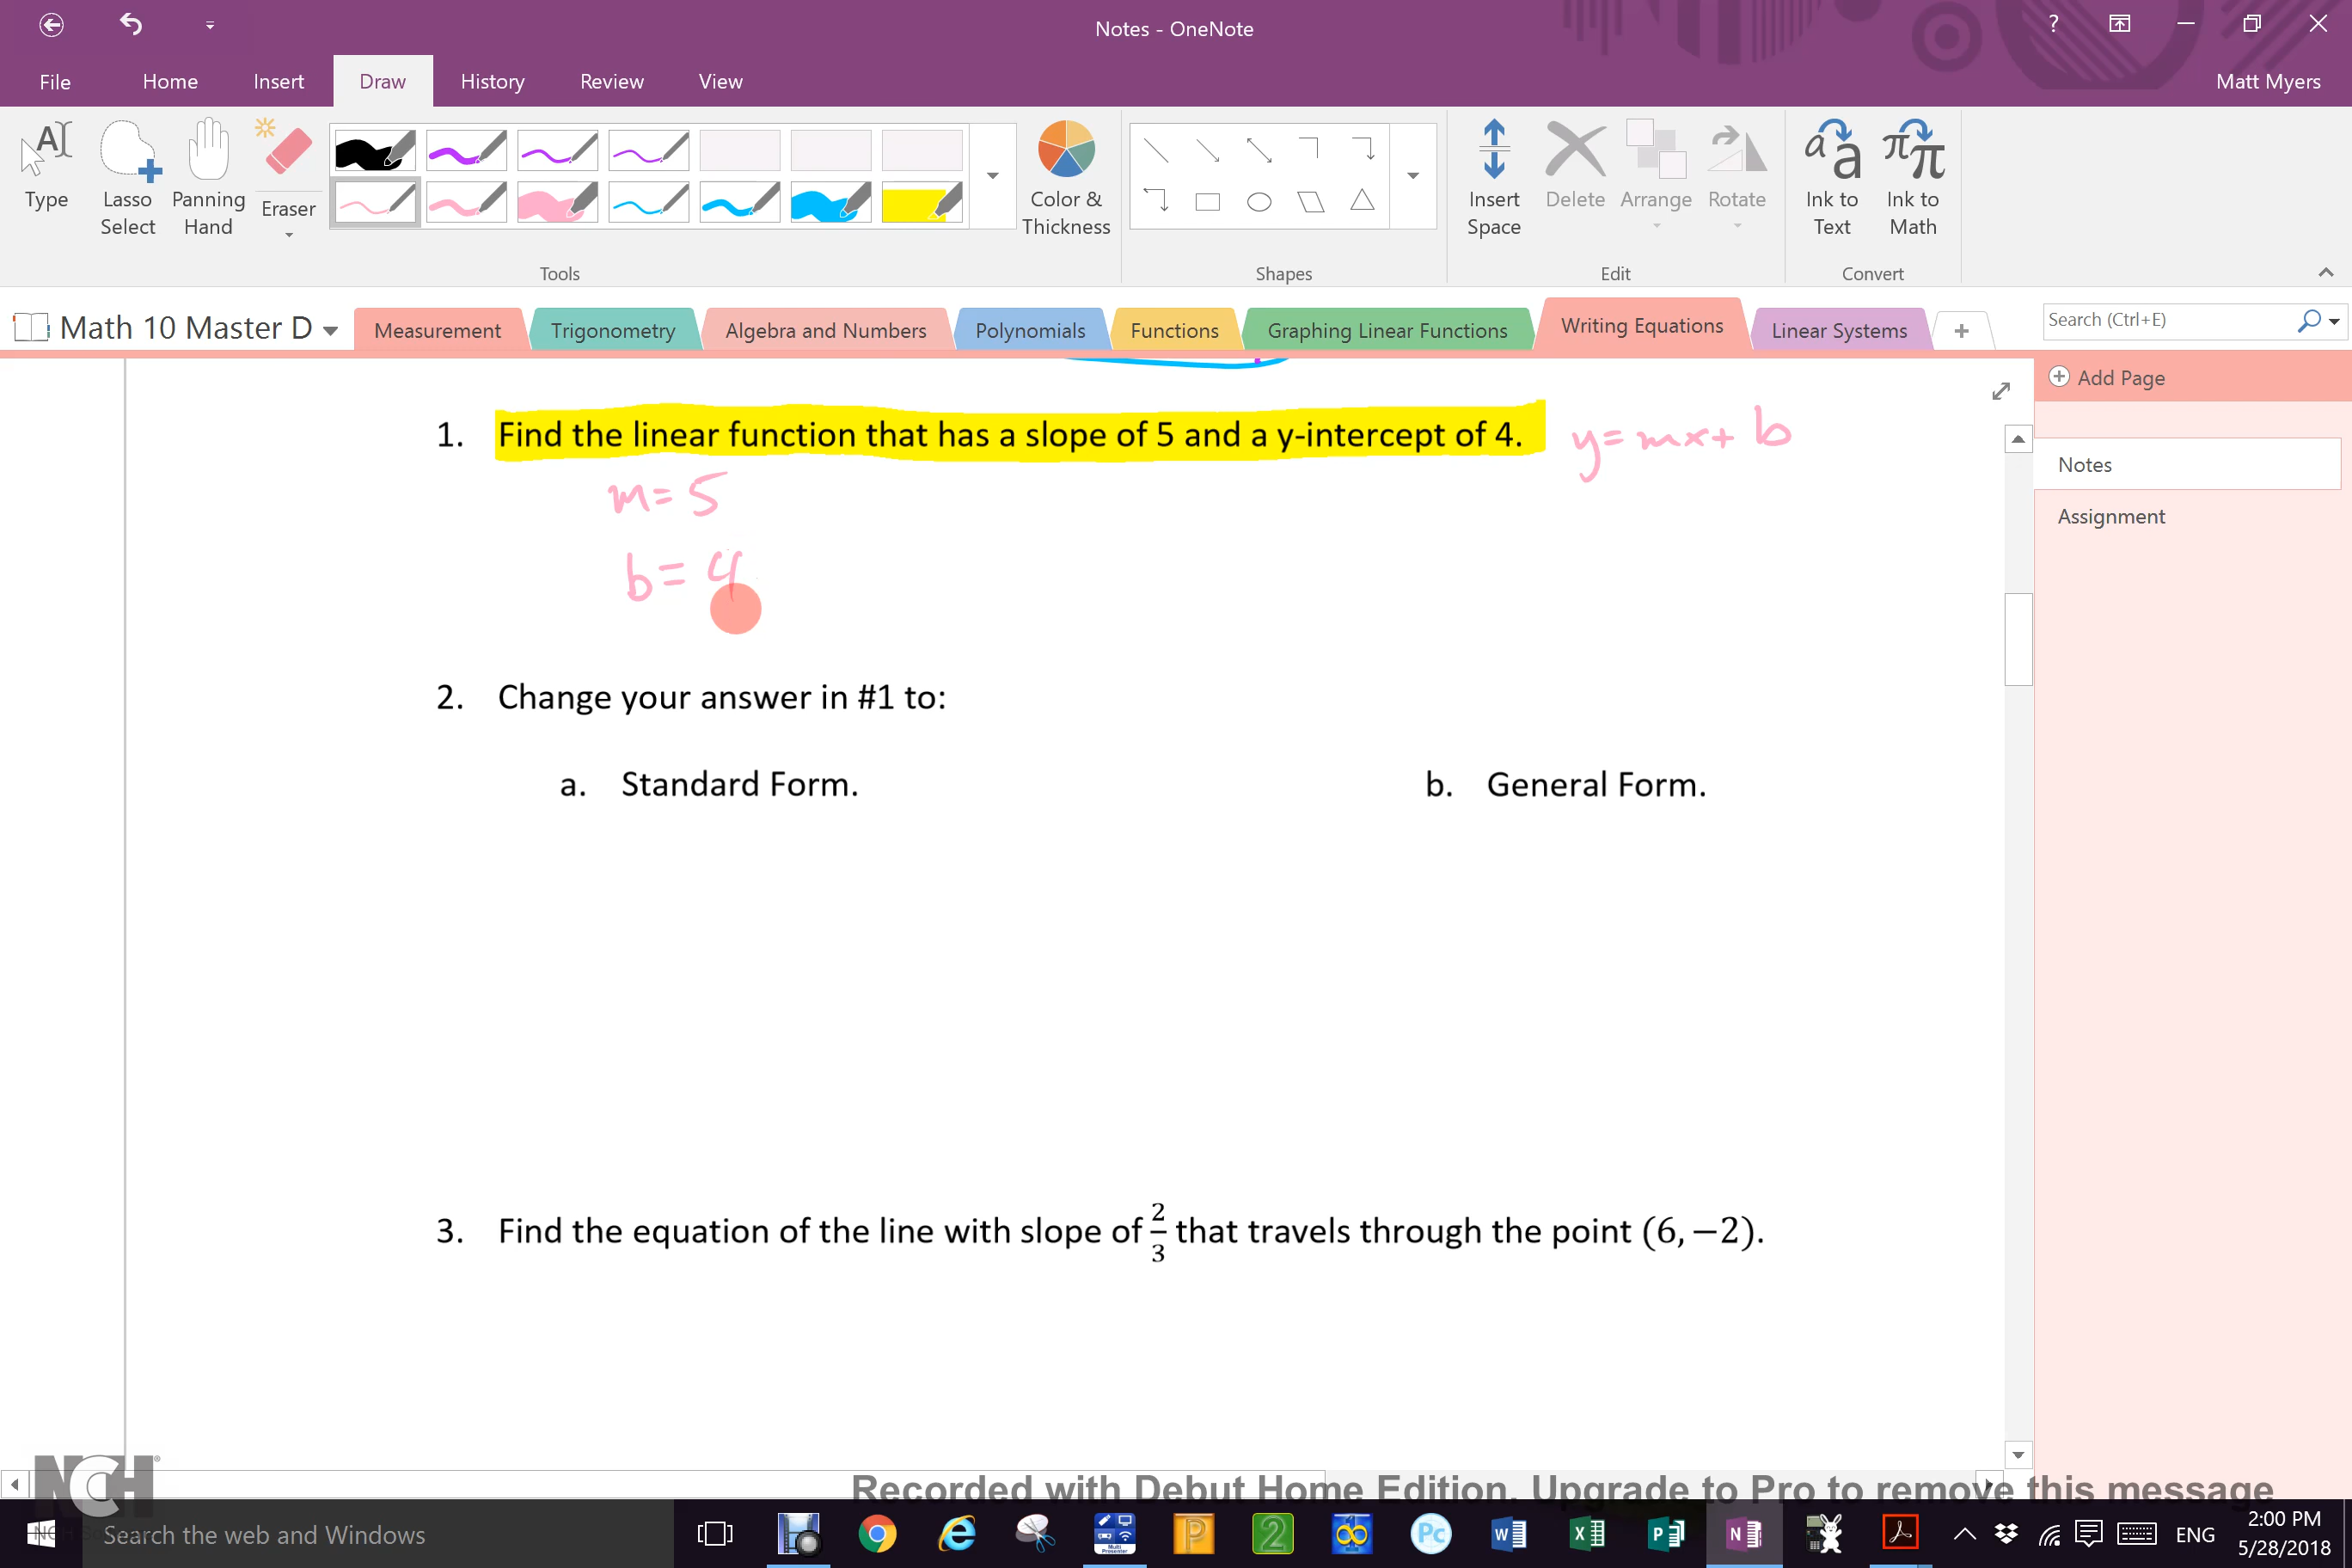 Notes - OneNote
?
File Home Insert Draw History Review View
Matt Myers
Type
Lasso Select
Panning Hand
Eraser
Color & Thickness
Insert Space
Delete
Arrange
Rotate
Ink to Text
Ink to Math
Tools
Shapes
Edit
Convert
Math 10 Master D
Measurement
Trigonometry
Algebra and Numbers
Polynomials
Functions
Graphing Linear Functions
Writing Equations
Linear Systems
Search (Ctrl+E)
Add Page
Notes
Assignment
1. Find the linear function that has a slope of 5 and a y-intercept of 4. y = mx + b
m = 5
b = 4
2. Change your answer in #1 to:
a. Standard Form. b. General Form.
3. Find the equation of the line with slope of 2/3 that travels through the point (6, −2).
NCH
Recorded with Debut Home Edition. Upgrade to Pro to remove this message
Search the web and Windows
ENG
2:00 PM
5/28/2018